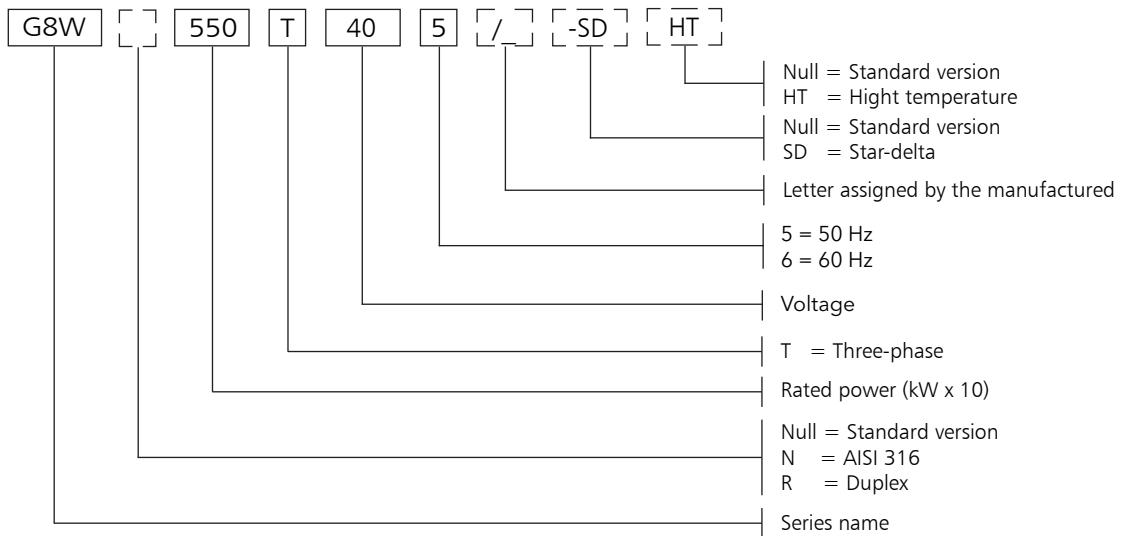 G8W 550 T 40 5 /_ -SD HT
Null = Standard version
HT = Hight temperature
Null = Standard version
SD = Star-delta
Letter assigned by the manufactured
5 = 50 Hz
6 = 60 Hz
Voltage
T = Three-phase
Rated power (kW x 10)
Null = Standard version
N = AISI 316
R = Duplex
Series name